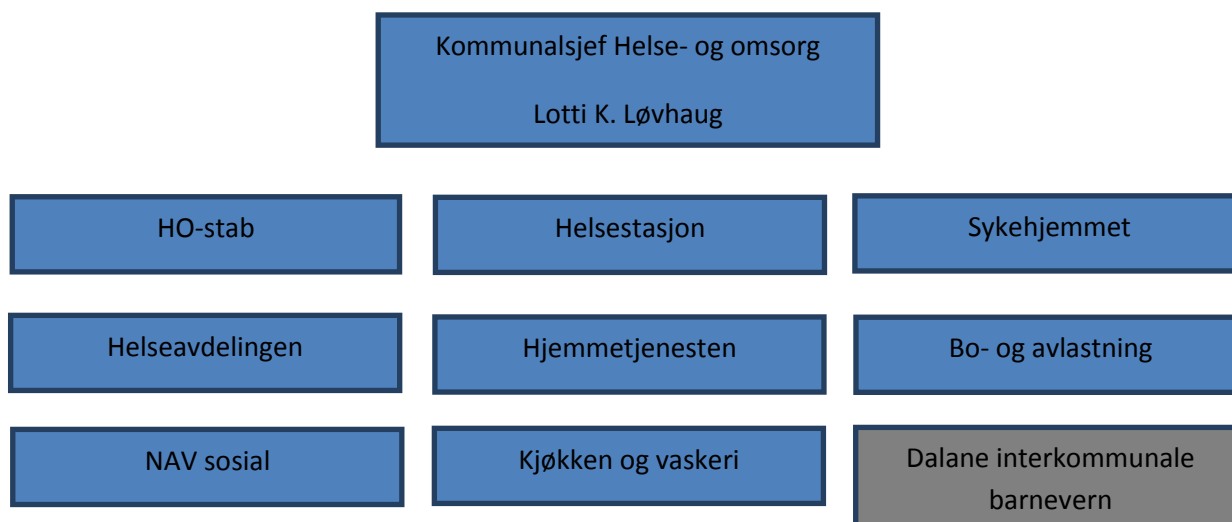 Kommunalsjef Helse- og omsorg
Lotti K. Løvhaug
HO-stab
Helsestasjon
Sykehjemmet
Helseavdelingen
Hjemmetjenesten
Bo- og avlastning
NAV sosial
Kjøkken og vaskeri
Dalane interkommunale
barnevern